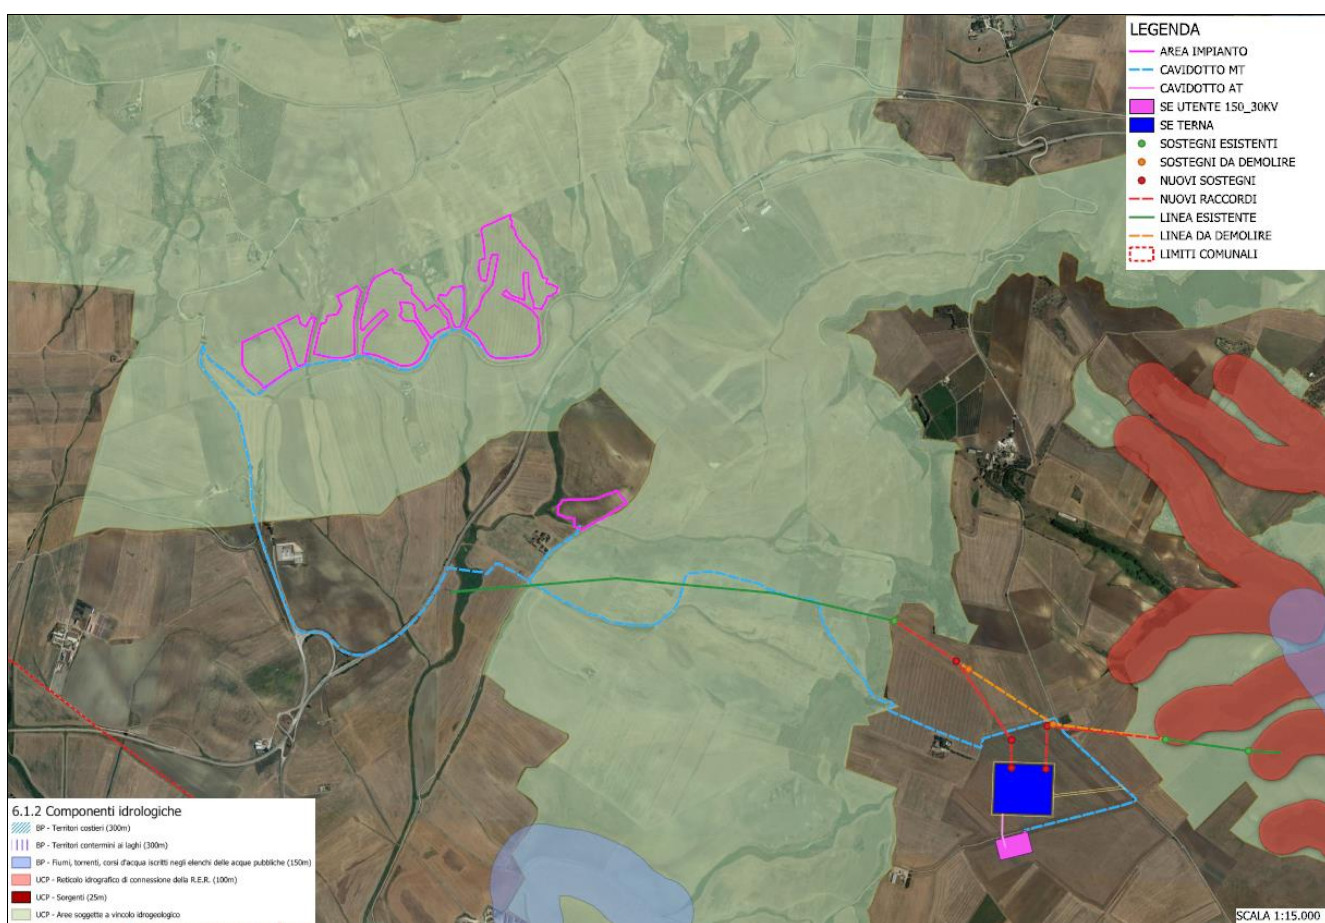 LEGENDA
AREA IMPIANTO
CAVIDOTTO MT
CAVIDOTTO AT
SE UTENTE 150_30KV
SE TERNA
SOSTEGNI ESISTENTI
SOSTEGNI DA DEMOLIRE
NUOVI SOSTEGNI
NUOVI RACCORDI
LINEA ESISTENTE
LINEA DA DEMOLIRE
LIMITI COMUNALI
6.1.2 Componenti idrologiche
BP - Territori costieri (300m)
BP - Territori contermini ai laghi (300m)
BP - Fiumi, torrenti, corsi d'acqua iscritti negli elenchi delle acque pubbliche (150m)
UCP - Reticolo idrografico di connessione della R.E.R. (100m)
UCP - Sorgenti (25m)
UCP - Aree soggette a vincolo idrogeologico
SCALA 1:15.000